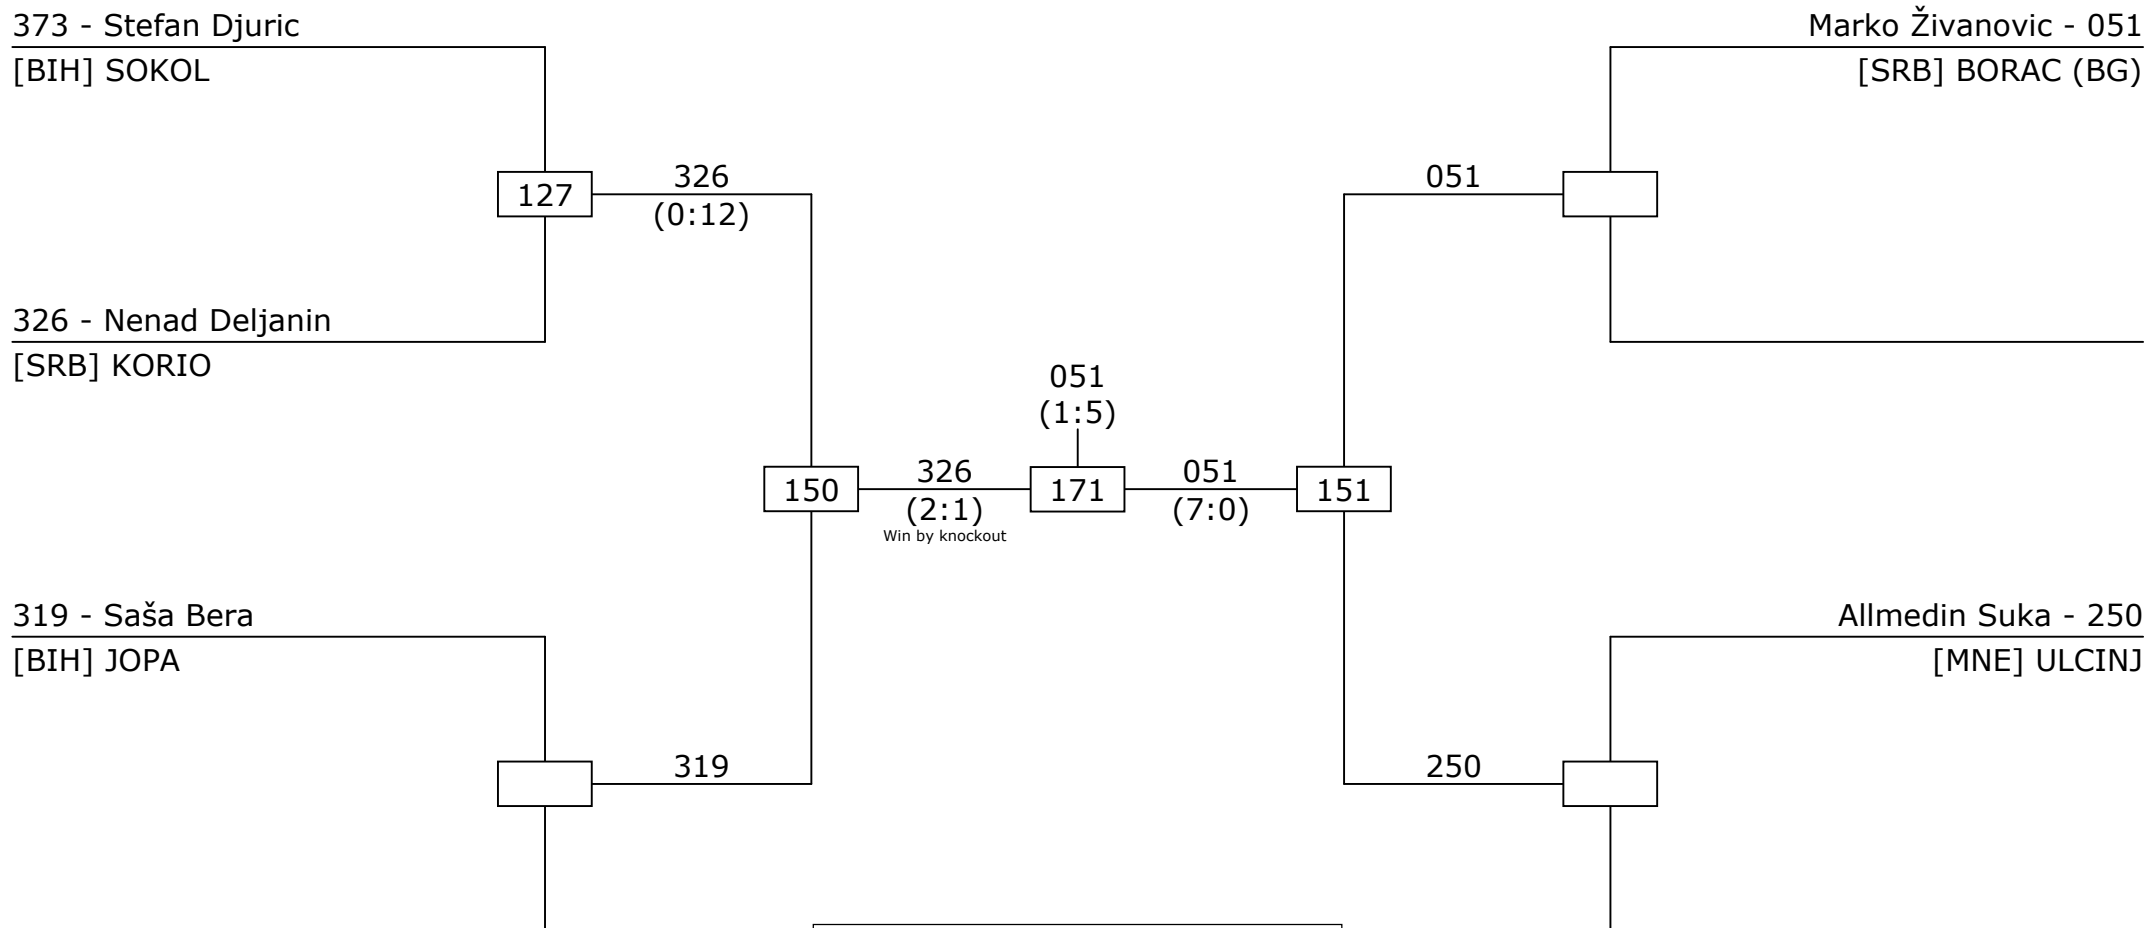 373 - Stefan Djuric
[BIH] SOKOL
Marko Živanovic - 051
[SRB] BORAC (BG)
127
326
(0:12)
051
326 - Nenad Deljanin
[SRB] KORIO
051
(1:5)
150
326
(2:1)
Win by knockout
171
051
(7:0)
151
319 - Saša Bera
[BIH] JOPA
Allmedin Suka - 250
[MNE] ULCINJ
319
250